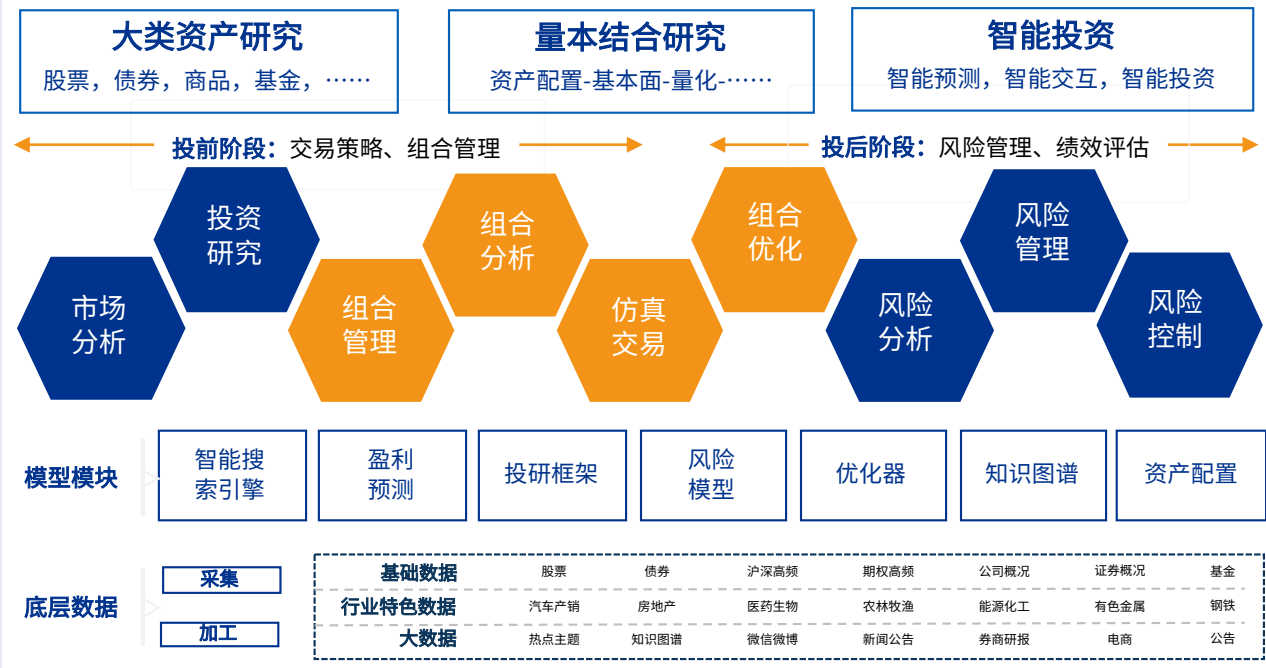 大类资产研究
股票，债券，商品，基金，……
量本结合研究
资产配置-基本面-量化-……
智能投资
智能预测，智能交互，智能投资
投前阶段：交易策略、组合管理
投后阶段：风险管理、绩效评估
市场
分析
投资
研究
组合
管理
组合
分析
仿真
交易
组合
优化
风险
分析
风险
管理
风险
控制
模型模块
智能搜
索引擎
盈利
预测
投研框架
风险
模型
优化器
知识图谱
资产配置
底层数据
采集
加工
基础数据 股票 债券 沪深高频 期权高频 公司概况 证券概况 基金
行业特色数据 汽车产销 房地产 医药生物 农林牧渔 能源化工 有色金属 钢铁
大数据 热点主题 知识图谱 微信微博 新闻公告 券商研报 电商 公告